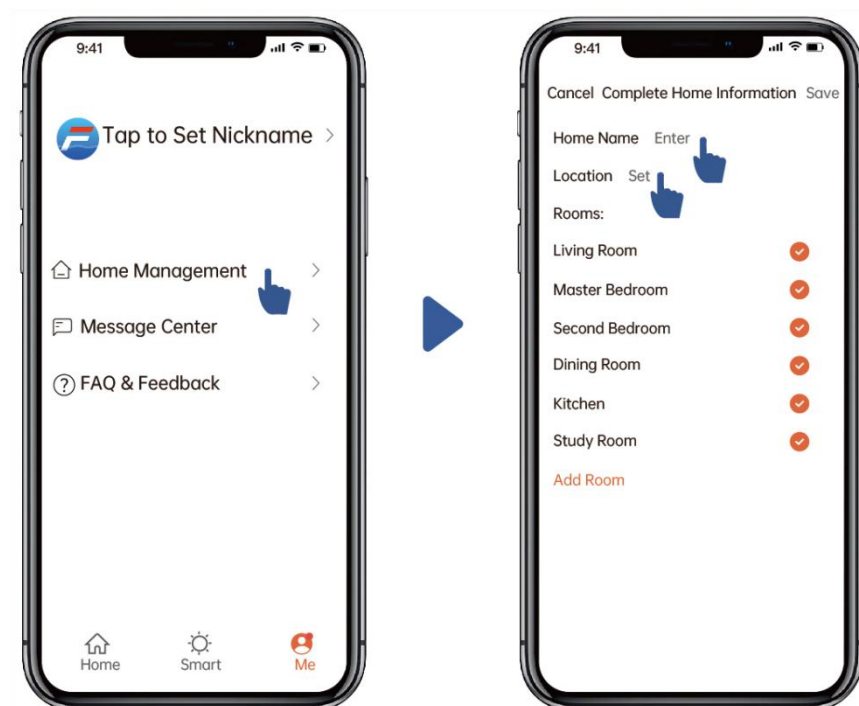 9:41
Tap to Set Nickname
Home Management
Message Center
FAQ & Feedback
Home Smart Me
9:41
Cancel Complete Home Information Save
Home Name Enter
Location Set
Rooms:
Living Room
Master Bedroom
Second Bedroom
Dining Room
Kitchen
Study Room
Add Room